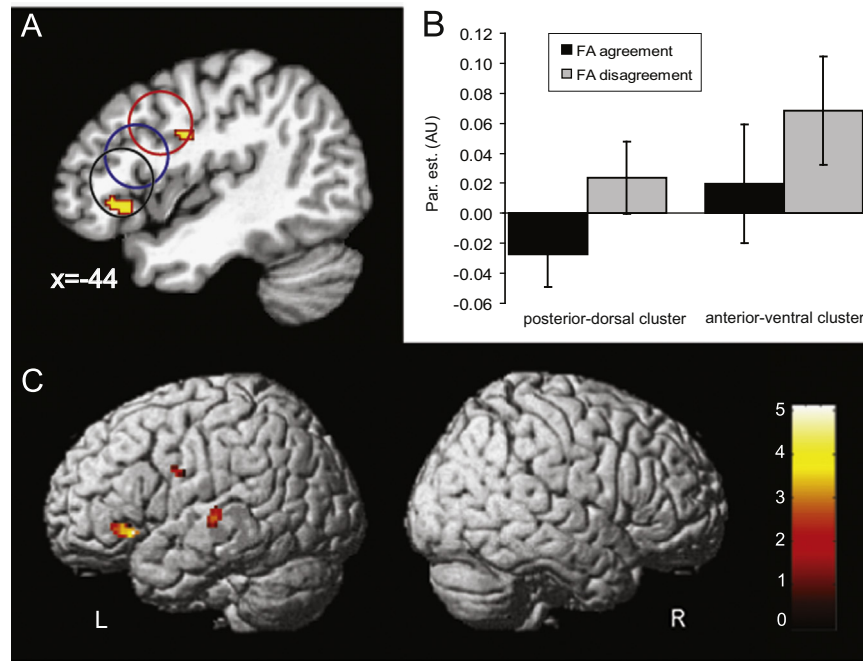 A
x=-44
B
Par. est. (AU)
0.12
0.10
0.08
0.06
0.04
0.02
0.00
-0.02
-0.04
-0.06
FA agreement
FA disagreement
posterior-dorsal cluster
anterior-ventral cluster
C
L
R
5
4
3
2
1
0